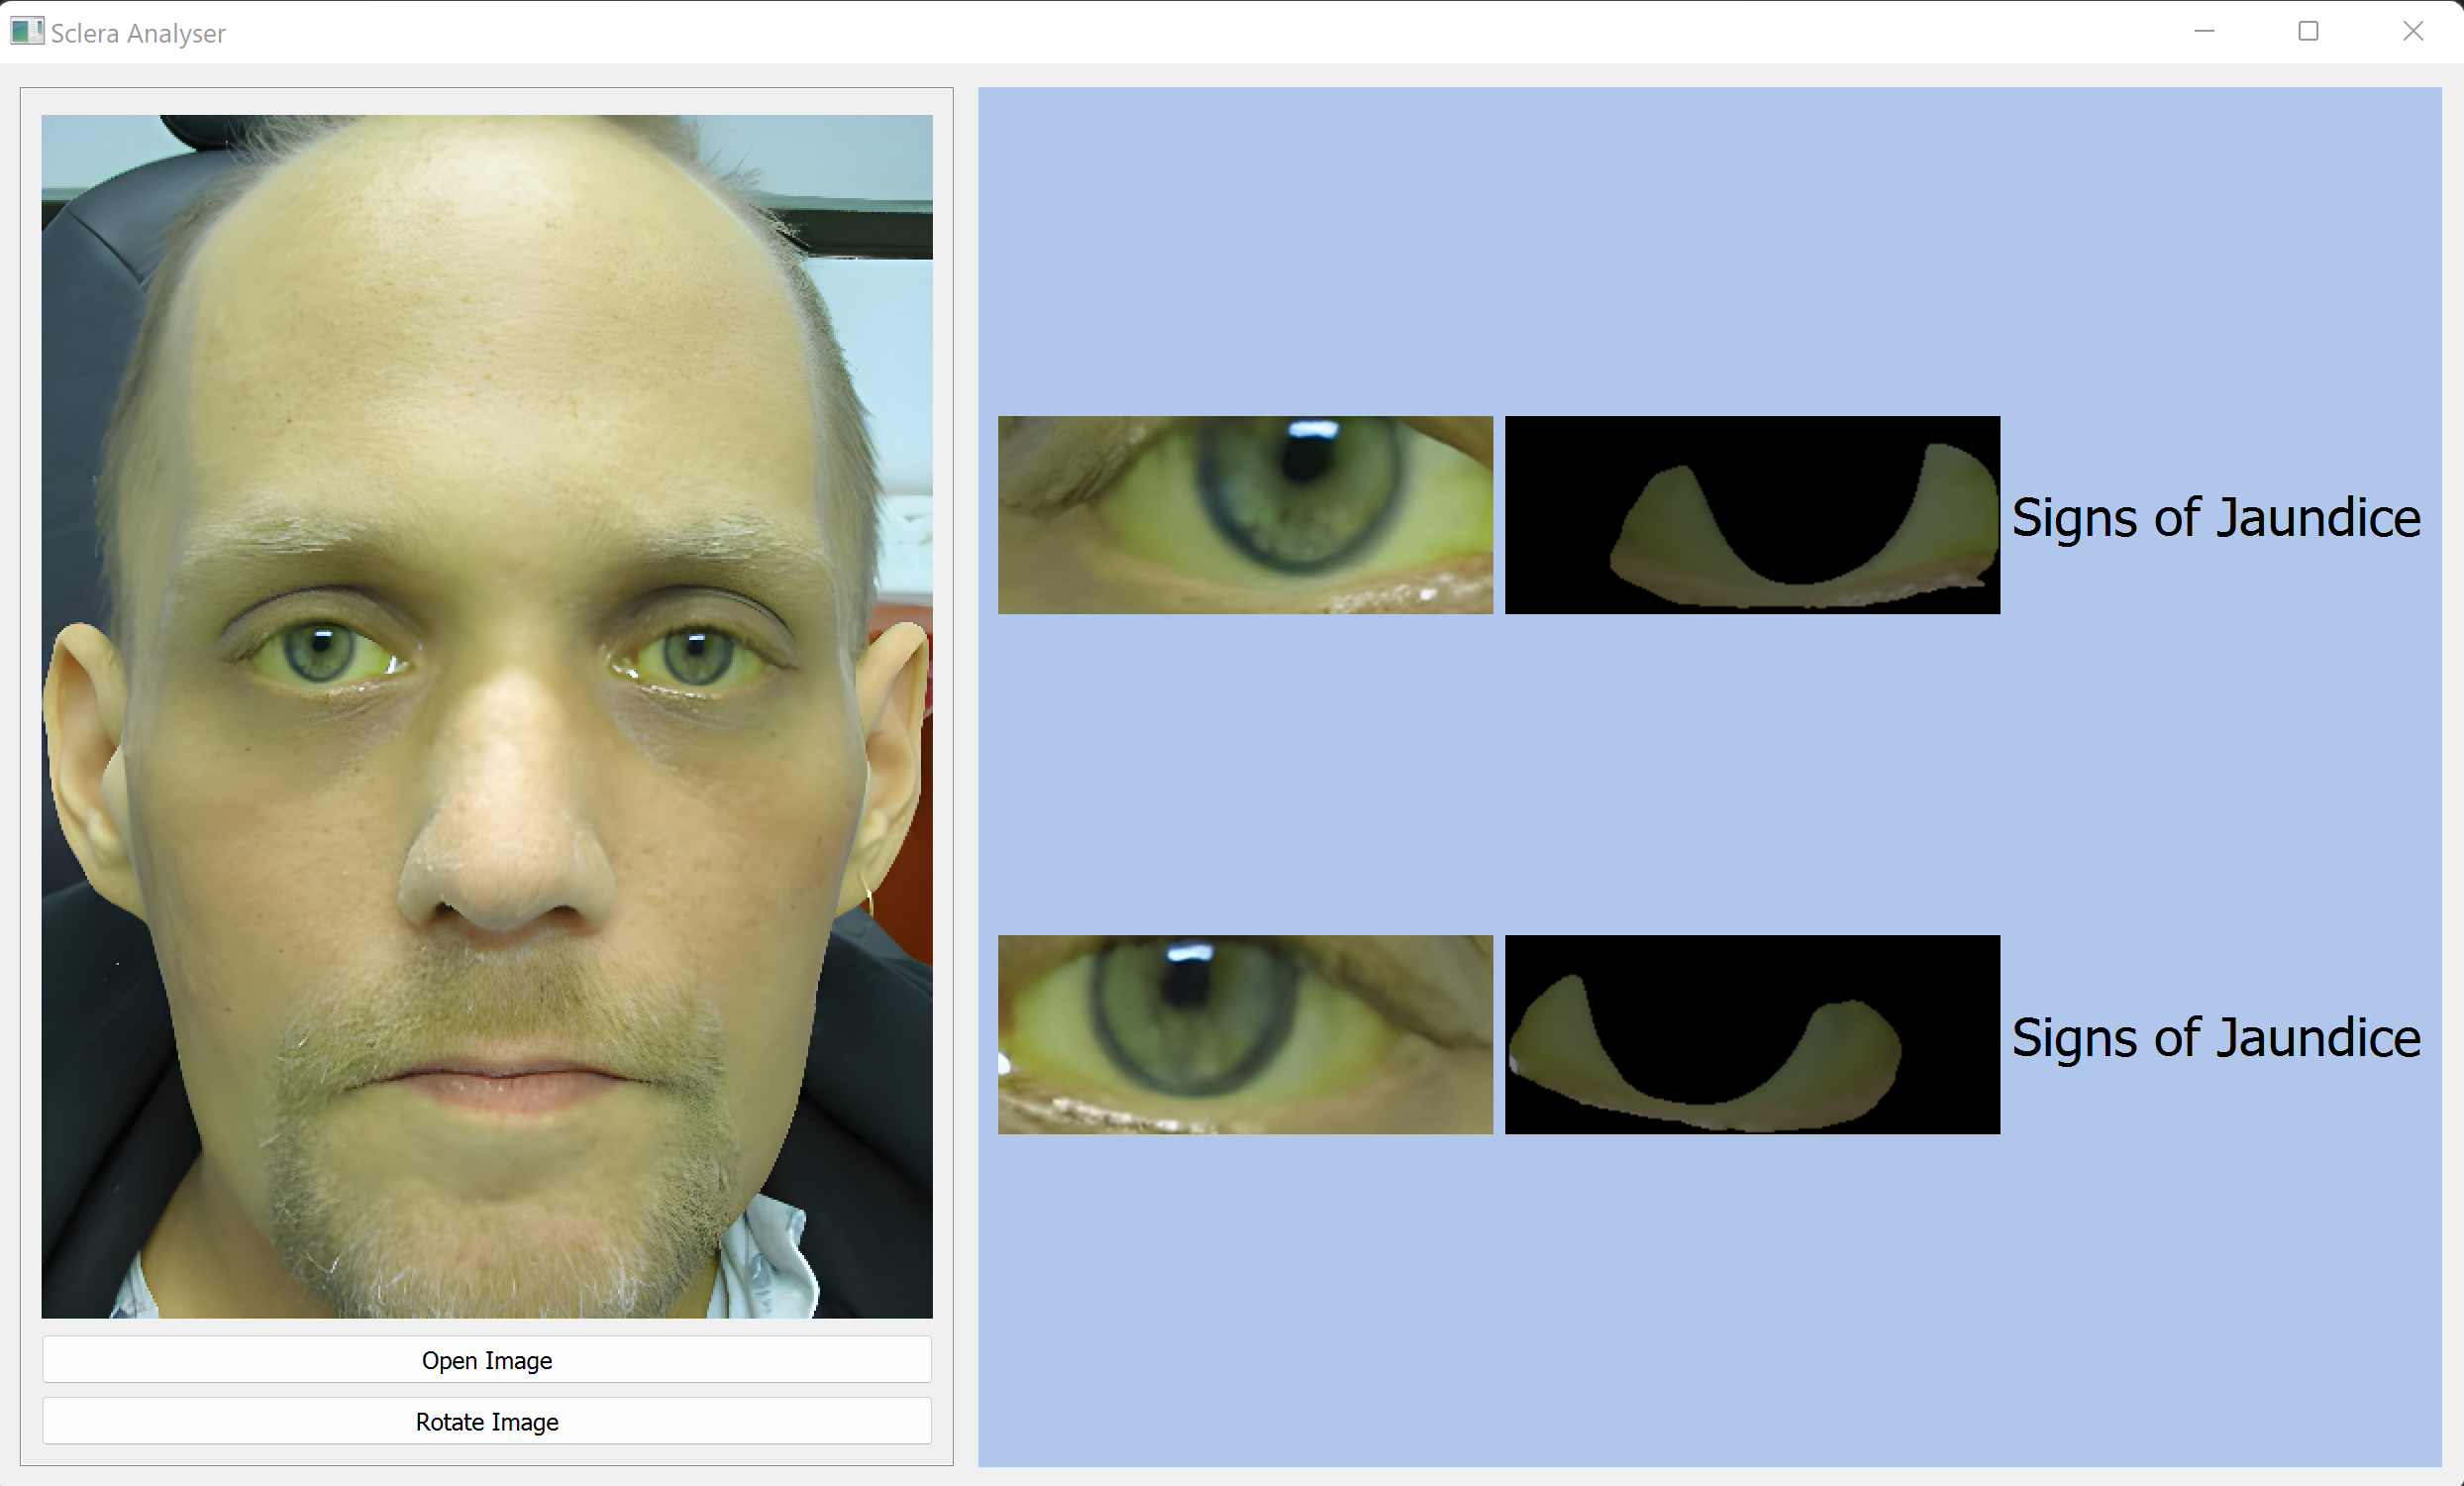 Sclera Analyser
Signs of Jaundice
Signs of Jaundice
Open Image
Rotate Image